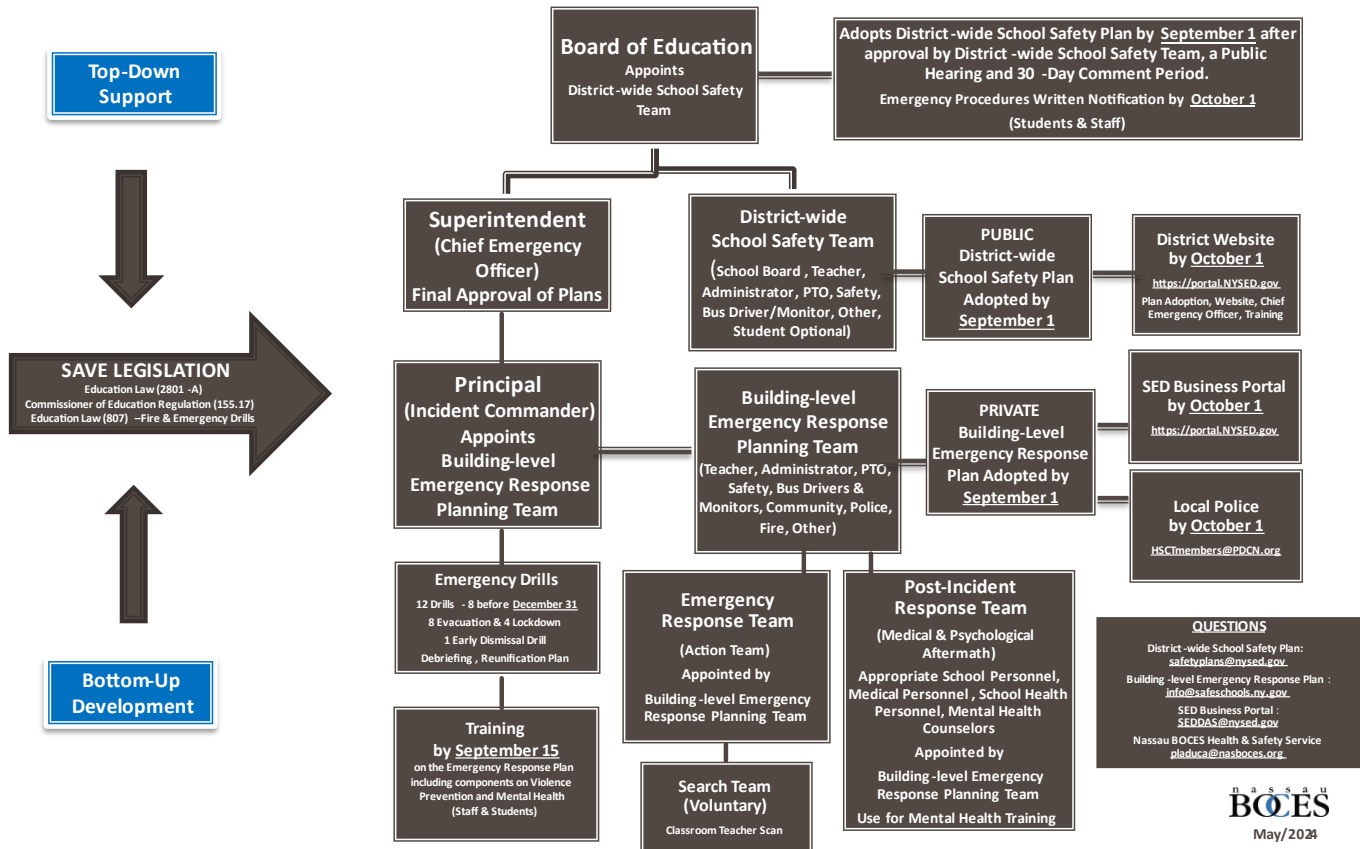 Top-Down
Support
Board of Education
Appoints
District-wide School Safety
Team
Adopts District -wide School Safety Plan by September 1 after
approval by District -wide School Safety Team, a Public
Hearing and 30 -Day Comment Period.
Emergency Procedures Written Notification by October 1
(Students & Staff)
Superintendent
(Chief Emergency
Officer)
Final Approval of Plans
District-wide
School Safety Team
(School Board , Teacher,
Administrator , PTO, Safety,
Bus Driver/Monitor, Other,
Student Optional)
PUBLIC
District-wide
School Safety Plan
Adopted by
September 1
District Website
by October 1
https://portal.NYSED.gov
Plan Adoption, Website, Chief
Emergency Officer, Training
SAVE LEGISLATION
Education Law (2801 -A)
Commissioner of Education Regulation (155.17)
Education Law (807) –Fire & Emergency Drills
Principal
(Incident Commander)
Appoints
Building-level
Emergency Response
Planning Team
Building-level
Emergency Response
Planning Team
(Teacher, Administrator, PTO,
Safety, Bus Drivers &
Monitors, Community, Police,
Fire, Other)
PRIVATE
Building-Level
Emergency Response
Plan Adopted by
September 1
SED Business Portal
by October 1
https://portal.NYSED.gov
Local Police
by October 1
HSCTmembers@PDCN.org
Emergency Drills
12 Drills - 8 before December 31
8 Evacuation & 4 Lockdown
1 Early Dismissal Drill
Debriefing , Reunification Plan
Emergency
Response Team
(Action Team)
Appointed by
Building -level Emergency
Response Planning Team
Post-Incident
Response Team
(Medical & Psychological
Aftermath)
Appropriate School Personnel,
Medical Personnel , School Health
Personnel, Mental Health
Counselors
Appointed by
Building -level Emergency
Response Planning Team
Use for Mental Health Training
Bottom-Up
Development
Training
by September 15
on the Emergency Response Plan
including components on Violence
Prevention and Mental Health
(Staff & Students)
Search Team
(Voluntary)
Classroom Teacher Scan
QUESTIONS
District -wide School Safety Plan:
safetyplans@nysed.gov
Building -level Emergency Response Plan :
info@safeschools.ny.gov
SED Business Portal :
SEDDAS@nysed.gov
Nassau BOCES Health & Safety Service
pladuca@nasboces.org
nassau
BOCES
May/2024